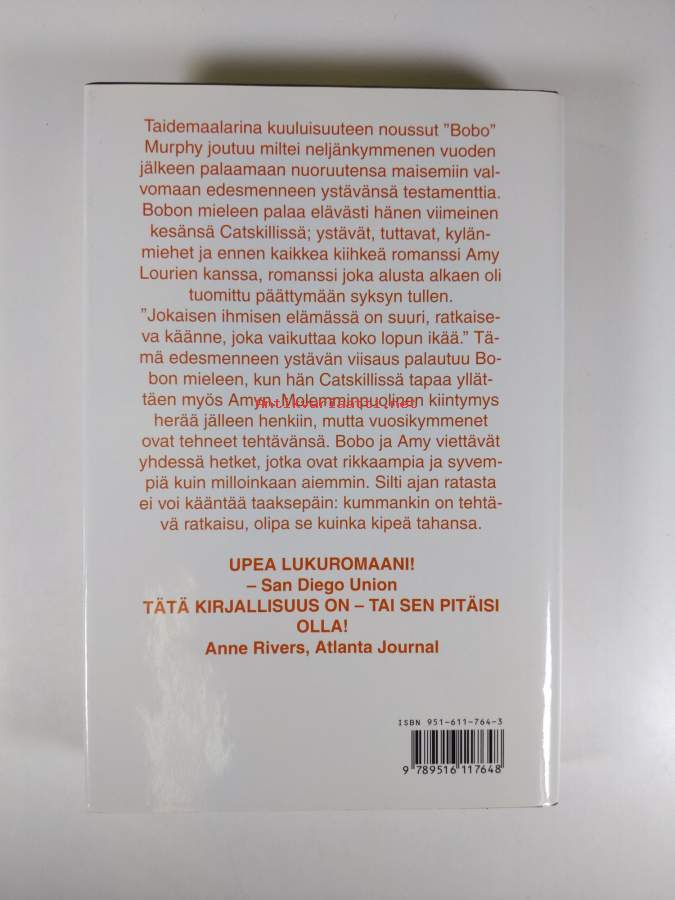 Taidemaalarina kuuluisuuteen noussut "Bobo"
Murphy joutuu miltei neljänkymmenen vuoden
jälkeen palaamaan nuoruutensa maisemiin val-
vomaan edesmenneen ystävänsä testamenttia.
Bobon mieleen palaa elävästi hänen viimeinen
kesänsä Catskillissä; ystävät, tuttavat, kylän-
miehet ja ennen kaikkea kiihkeä romanssi Amy
Lourien kanssa, romanssi joka alusta alkaen oli
tuomittu päättymään syksyn tullen.
"Jokaisen ihmisen elämässä on suuri, ratkaise-
va käänne, joka vaikuttaa koko lopun ikää." Tä-
mä edesmenneen ystävän viisaus palautuu Bo-
bon mieleen, kun hän Catskillissä tapaa yllät-
täen myös Amyn. Molemminpuolinen kiintymys
Antikvariaatti.net
herää jälleen henkiin, mutta vuosikymmenet
ovat tehneet tehtävänsä. Bobo ja Amy viettävät
yhdessä hetket, jotka ovat rikkaampia ja syvem-
piä kuin milloinkaan aiemmin. Silti ajan ratasta
ei voi kääntää taaksepäin: kummankin on tehtä-
vä ratkaisu, olipa se kuinka kipeä tahansa.
UPEA LUKUROMAANI!
– San Diego Union
TÄTÄ KIRJALLISUUS ON – TAI SEN PITÄISI
OLLA!
Anne Rivers, Atlanta Journal
ISBN 951-611-764-3
9 789516 117648